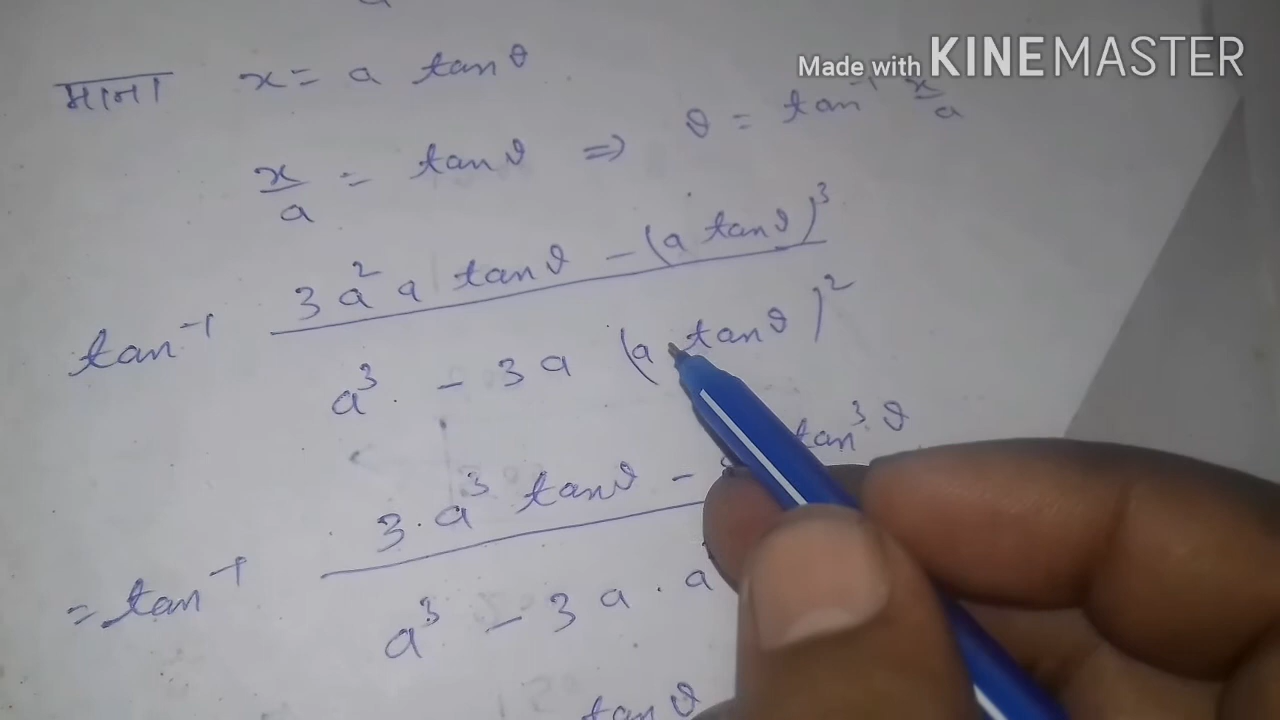 Made with KINEMASTER
माना x = a tanθ
x/a = tanθ ⇒ θ = tan⁻¹ x/a
3a² a tanθ - (a tanθ)³
tan⁻¹
a³ - 3a (a tanθ)²
3·a³ tanθ - tan³θ
= tan⁻¹
a³ - 3a·a
tanθ